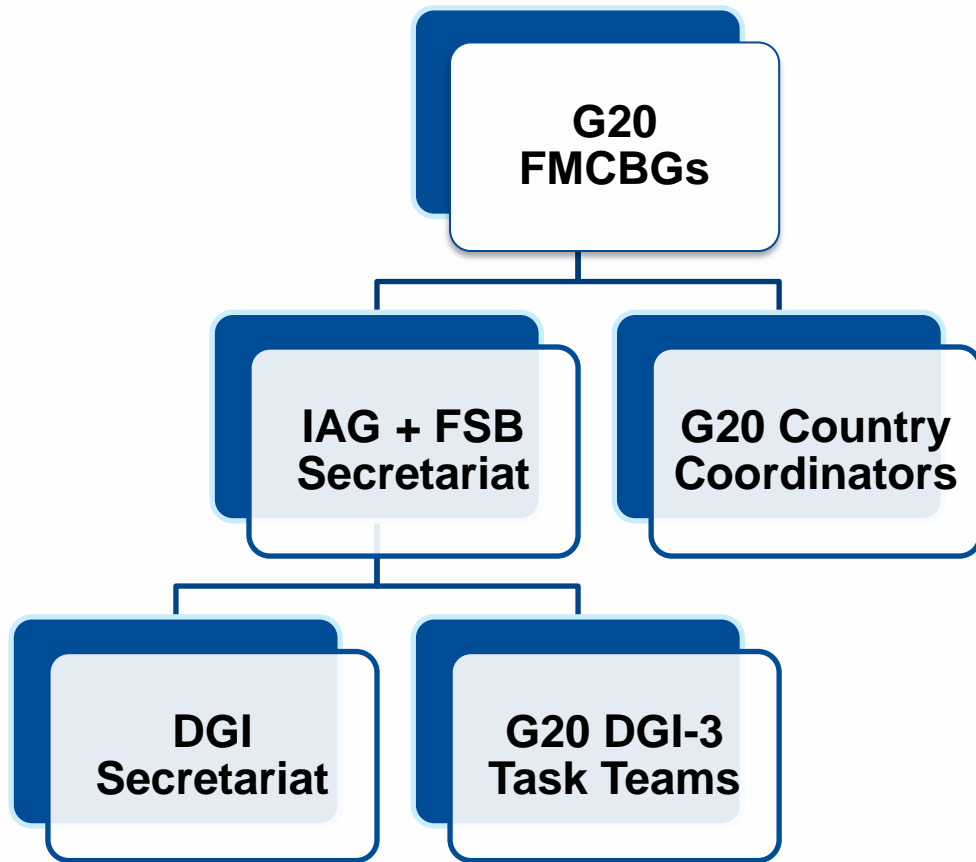 G20
FMCBGs
IAG + FSB
Secretariat
G20 Country
Coordinators
DGI
Secretariat
G20 DGI-3
Task Teams